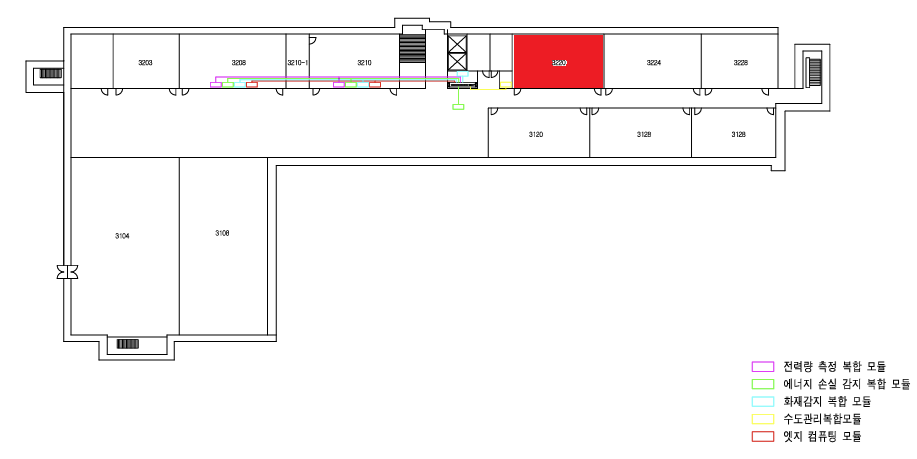 3203
3208
3210-1
3210
3220
3224
3228
3120
3128
3128
3104
3108
전력량 측정 복합 모듈
에너지 손실 감지 복합 모듈
화재감지 복합 모듈
수도관리복합모듈
엣지 컴퓨팅 모듈